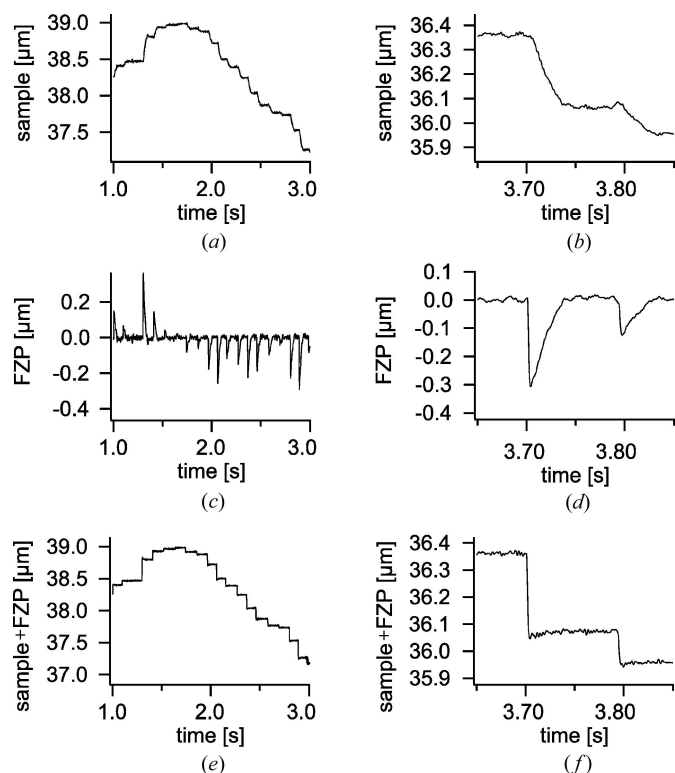 sample [µm]
39.0
38.5
38.0
37.5
1.0
2.0
3.0
time [s]
(a)
sample [µm]
36.4
36.3
36.4
36.1
36.0
35.9
3.70
3.80
time [s]
(b)
FZP [µm]
0.2
0.0
-0.2
-0.4
1.0
2.0
3.0
time [s]
(c)
FZP [µm]
0.1
0.0
-0.1
-0.2
-0.3
-0.4
3.70
3.80
time [s]
(d)
sample+FZP [µm]
39.0
38.5
38.0
37.5
37.0
1.0
2.0
3.0
time [s]
(e)
sample+FZP [µm]
36.4
36.3
36.4
36.1
36.0
35.9
3.70
3.80
time [s]
(f)